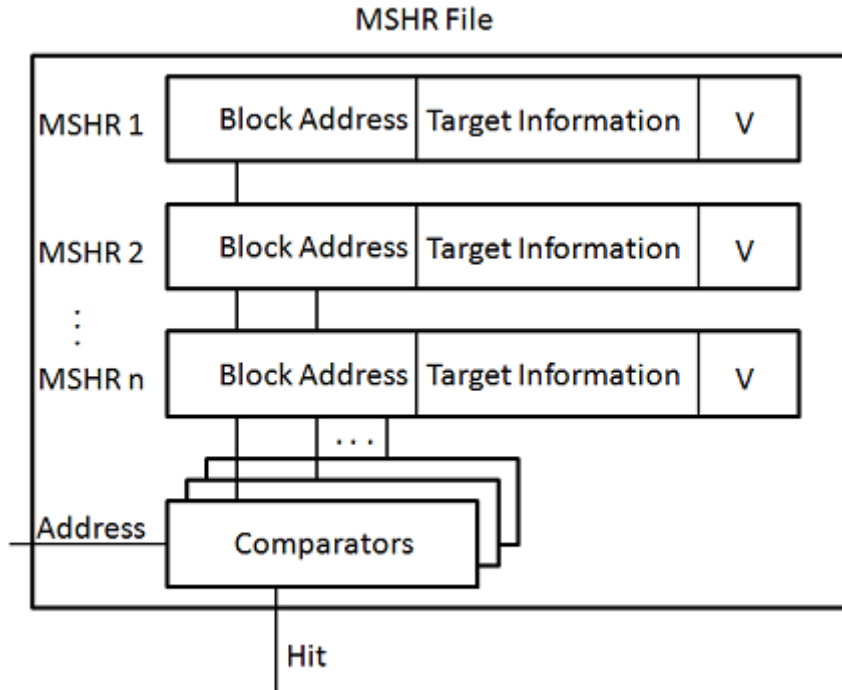 MSHR File
MSHR 1 Block Address Target Information V
MSHR 2 Block Address Target Information V
⋮
MSHR n Block Address Target Information V
...
Address Comparators
Hit